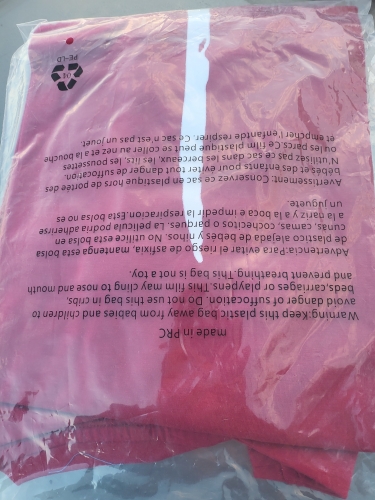 made in PRC
Warning:Keep this plastic bag away from babies and children to
avoid danger of suffocation. Do not use this bag in cribs,
beds,carriages or playpens.This film may cling to nose and mouth
and prevent breathing.This bag is not a toy.
Advertencia:Para evitar el riesgo de asfixia, mantenga esta bolsa
de plastico alejada de bébes y niños. No utilice esta bolsa en
cunas, camas, cochecitos o parques. La pelicula podria adherirse
a la nariz y a la boca e impedir la respiracion.Esta bolsa no es
un juguete.
Avertissement: Conservez ce sac en plastique hors de portée des
bébés et des enfants pour éviter tout danger de suffocation.
N'utilisez pas ce sac dans les berceaux, les lits, les poussettes
ou les parcs.Ce film plastique peut se coller au nez et a la bouche
et empêcher l'enfantde respirer. Ce sac n'est pas un jouet.
04
PE-LD